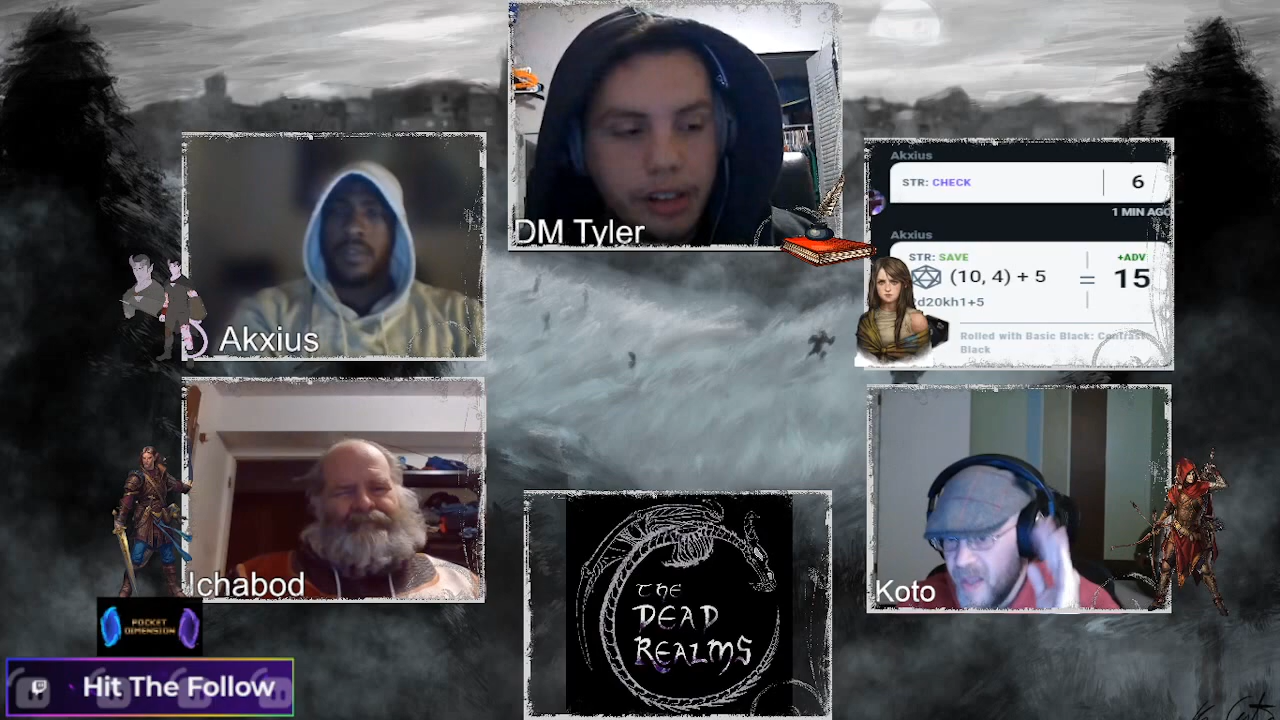 DM Tyler
Akxius
Akxius
STR: CHECK
6
1 MIN AGO
Akxius
STR: SAVE
+ADV
(10, 4) + 5
=
15
d20kh1+5
Rolled with Basic Black: Contrast
Black
Ichabod
Koto
THE
DEAD
REALMS
POCKET
DIMENSION
Hit The Follow